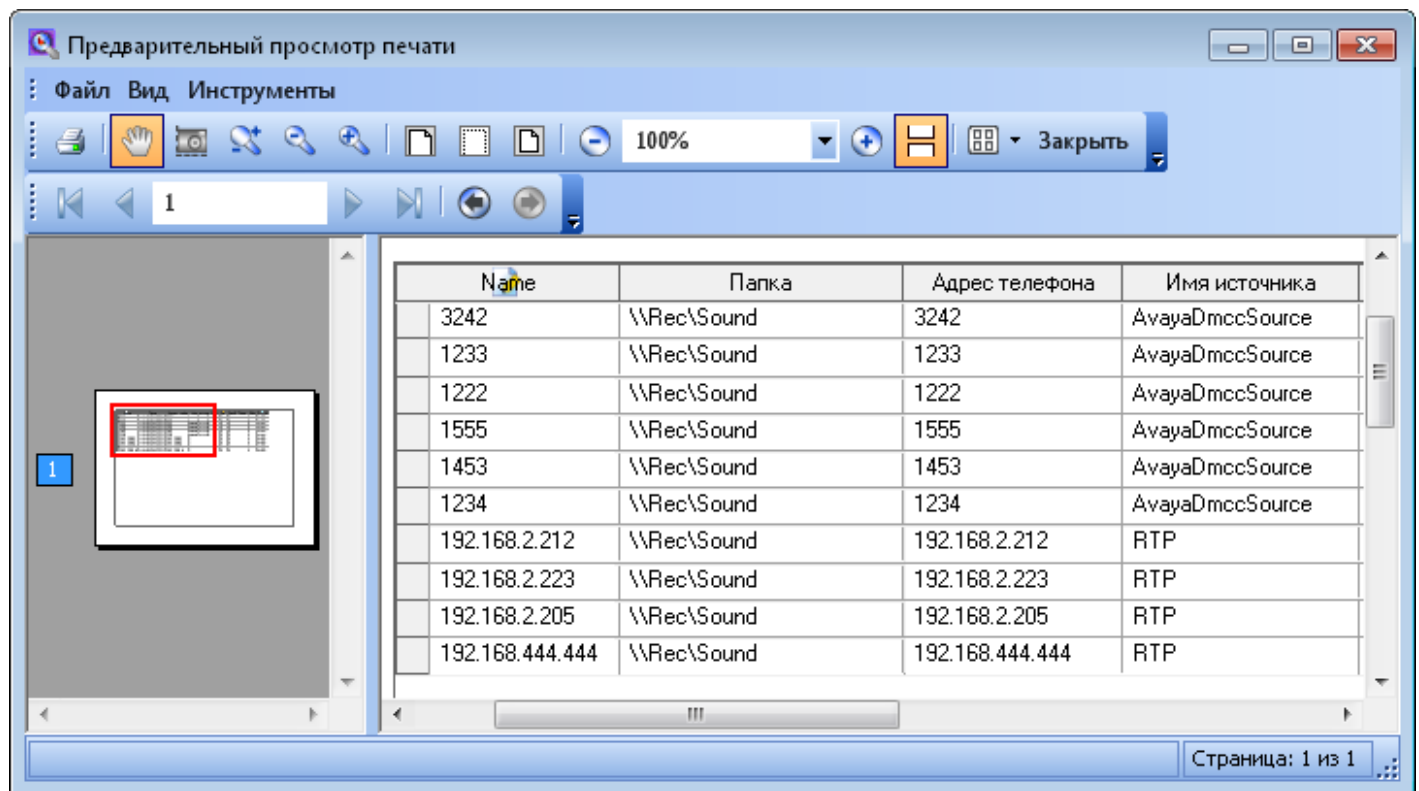 Предварительный просмотр печати
Файл Вид Инструменты
100% Закрыть
1
Name Папка Адрес телефона Имя источника
3242 \\Rec\Sound 3242 AvayaDmccSource
1233 \\Rec\Sound 1233 AvayaDmccSource
1222 \\Rec\Sound 1222 AvayaDmccSource
1555 \\Rec\Sound 1555 AvayaDmccSource
1453 \\Rec\Sound 1453 AvayaDmccSource
1234 \\Rec\Sound 1234 AvayaDmccSource
192.168.2.212 \\Rec\Sound 192.168.2.212 RTP
192.168.2.223 \\Rec\Sound 192.168.2.223 RTP
192.168.2.205 \\Rec\Sound 192.168.2.205 RTP
192.168.444.444 \\Rec\Sound 192.168.444.444 RTP
1
Страница: 1 из 1